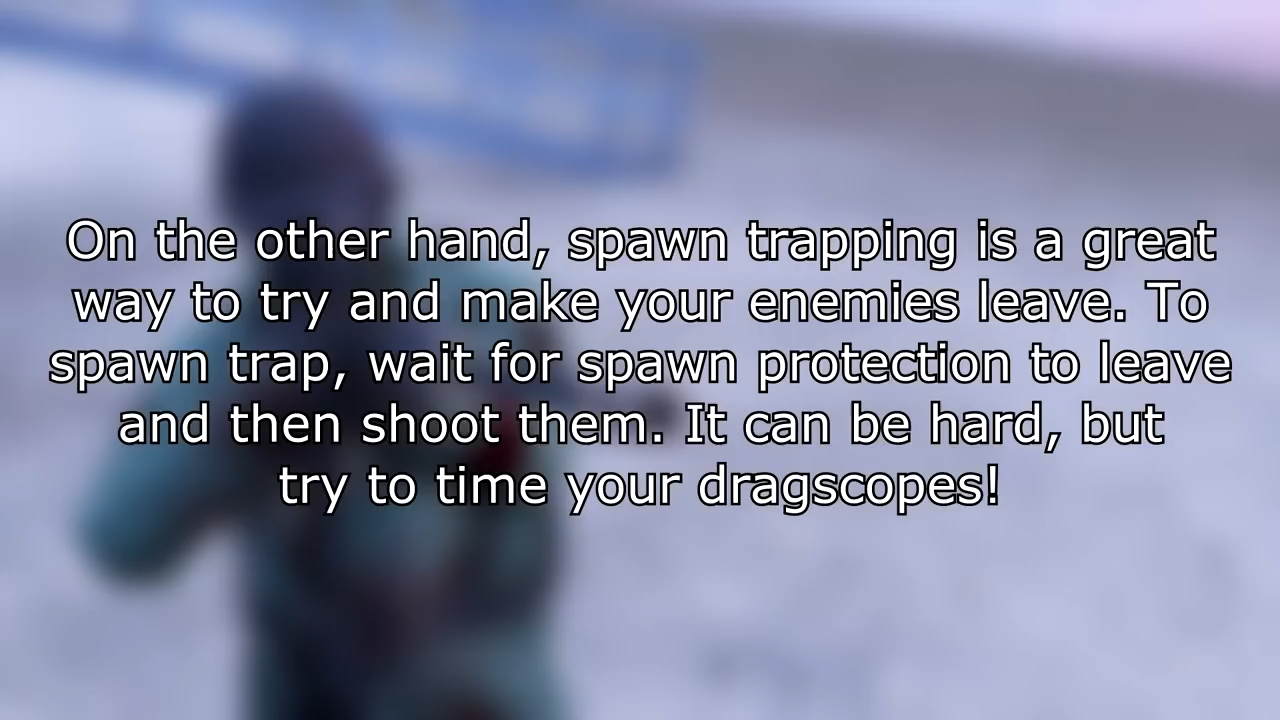 On the other hand, spawn trapping is a great
way to try and make your enemies leave. To
spawn trap, wait for spawn protection to leave
and then shoot them. It can be hard, but
try to time your dragscopes!